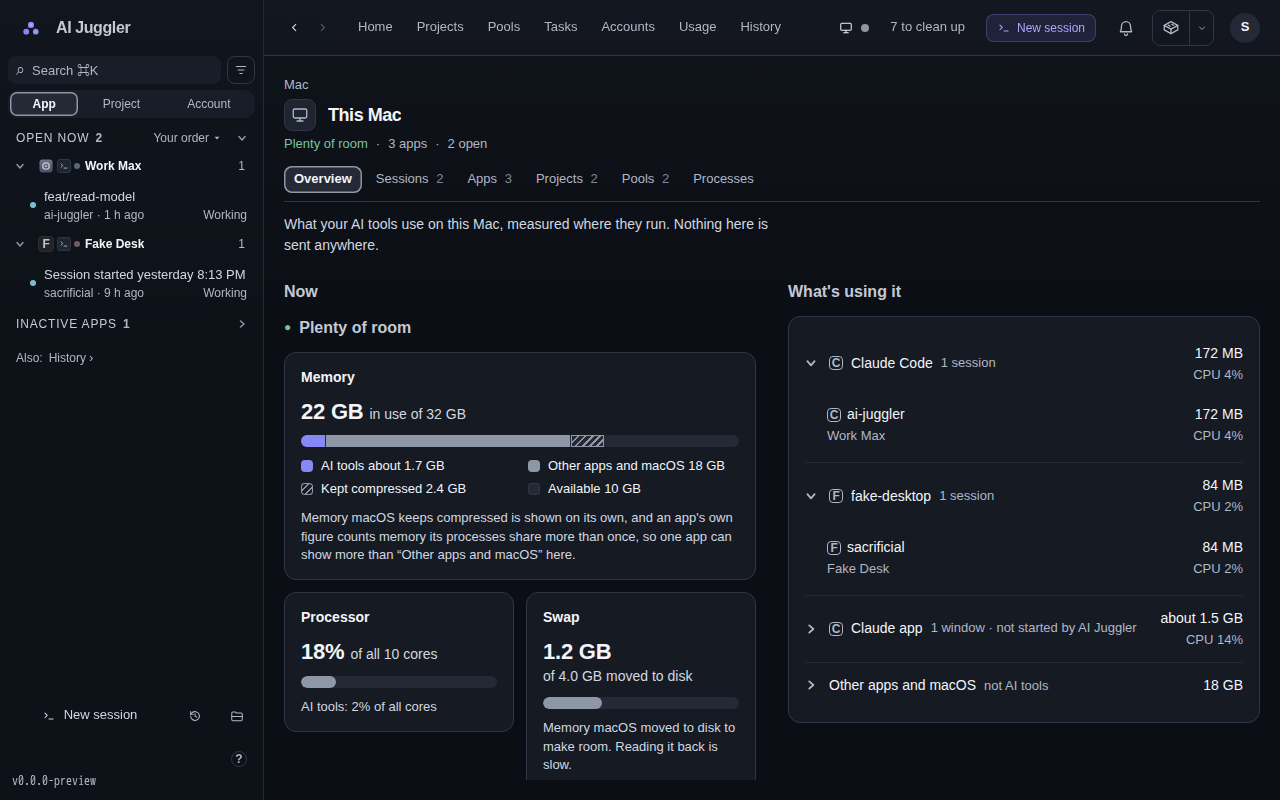 AI Juggler
Search ⌘K
App Project Account
OPEN NOW 2 Your order
Work Max 1
feat/read-model
ai-juggler · 1 h ago Working
F Fake Desk 1
Session started yesterday 8:13 PM
sacrificial · 9 h ago Working
INACTIVE APPS 1
Also: History ›
New session
?
v0.0.0-preview
Home Projects Pools Tasks Accounts Usage History
7 to clean up
New session
S
Mac
This Mac
Plenty of room · 3 apps · 2 open
Overview Sessions 2 Apps 3 Projects 2 Pools 2 Processes
What your AI tools use on this Mac, measured where they run. Nothing here is
sent anywhere.
Now
Plenty of room
Memory
22 GB in use of 32 GB
AI tools about 1.7 GB
Other apps and macOS 18 GB
Kept compressed 2.4 GB
Available 10 GB
Memory macOS keeps compressed is shown on its own, and an app's own
figure counts memory its processes share more than once, so one app can
show more than “Other apps and macOS” here.
Processor
18% of all 10 cores
AI tools: 2% of all cores
Swap
1.2 GB
of 4.0 GB moved to disk
Memory macOS moved to disk to
make room. Reading it back is
slow.
What's using it
C Claude Code 1 session 172 MB
CPU 4%
C ai-juggler 172 MB
Work Max CPU 4%
F fake-desktop 1 session 84 MB
CPU 2%
F sacrificial 84 MB
Fake Desk CPU 2%
C Claude app 1 window · not started by AI Juggler about 1.5 GB
CPU 14%
Other apps and macOS not AI tools 18 GB